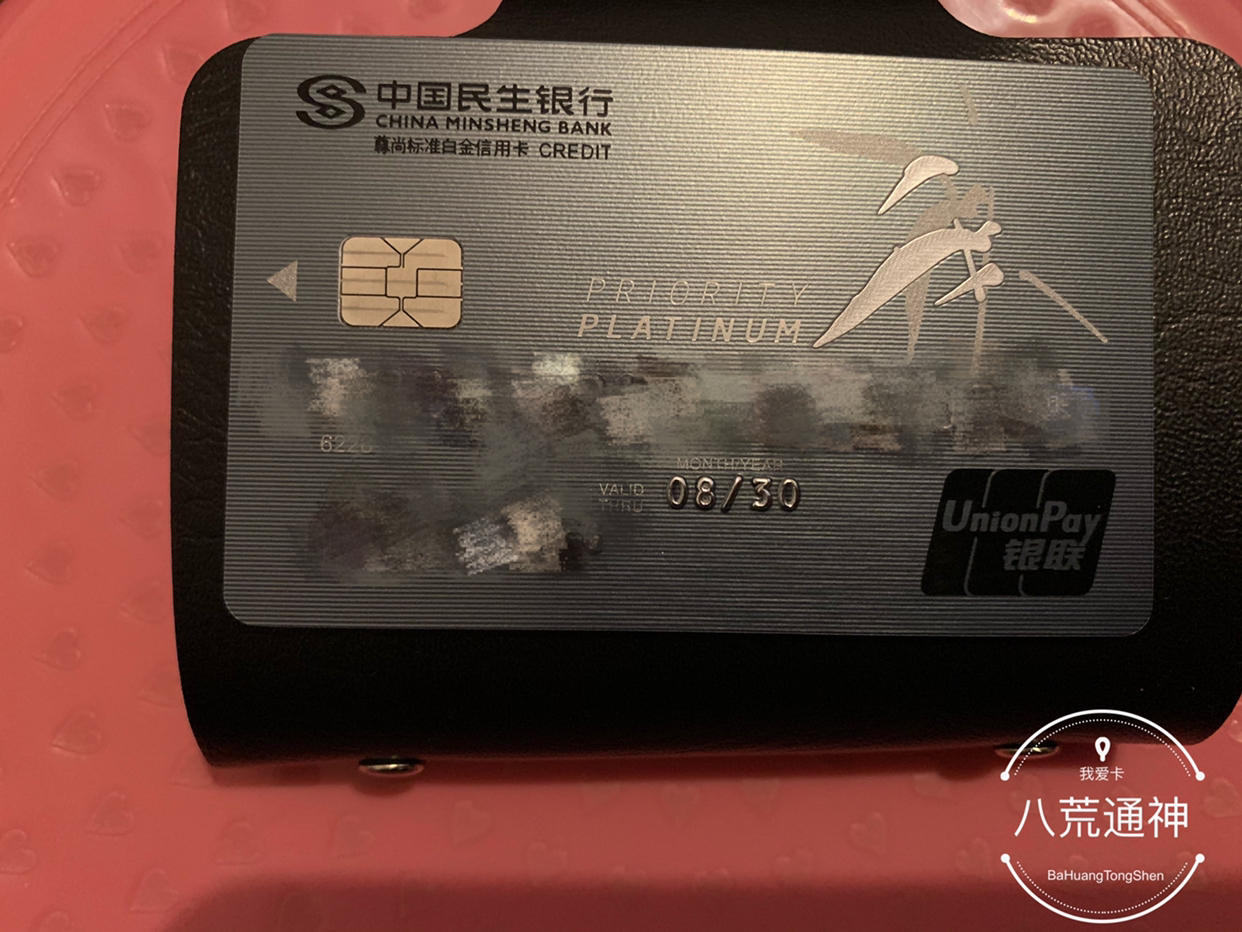 中国民生银行
CHINA MINSHENG BANK
尊尚标准白金信用卡 CREDIT
PRIORITY
PLATINUM
MONTH/YEAR
VALID
THRU
08/30
UnionPay
银联
我爱卡
八荒通神
BaHuangTongShen